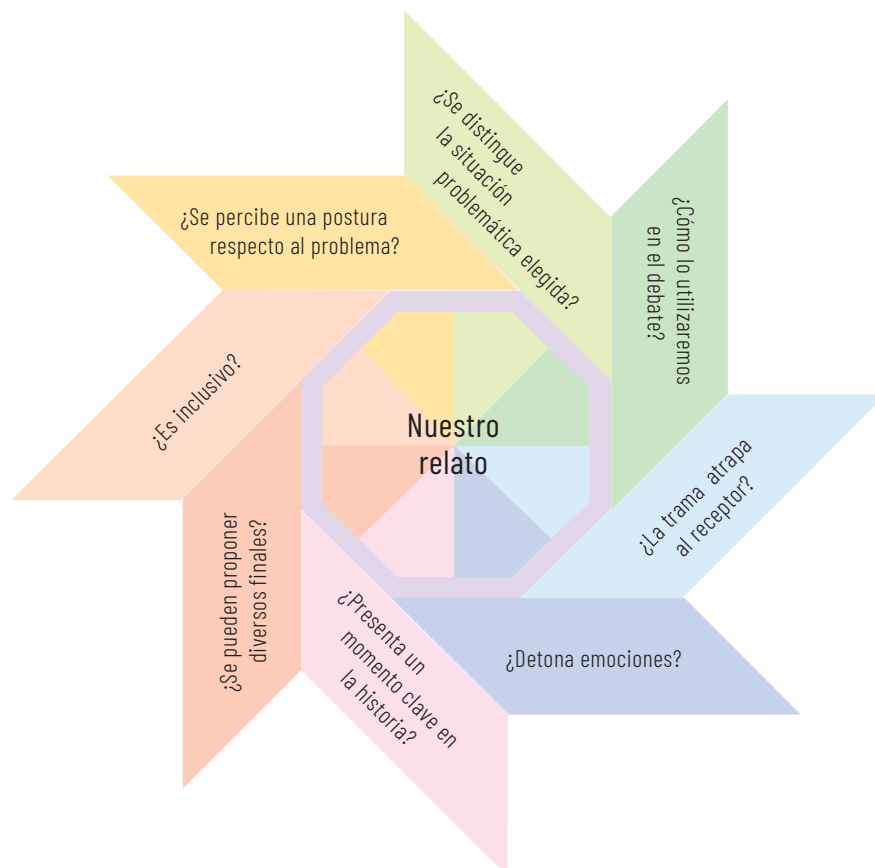 ¿Se distingue
la situación
problemática elegida?
¿Cómo lo utilizaremos
en el debate?
¿Se percibe una postura
respecto al problema?
¿Es inclusivo?
Nuestro
relato
¿La trama atrapa
al receptor?
¿Se pueden proponer
diversos finales?
¿Presenta un
momento clave en
la historia?
¿Detona emociones?